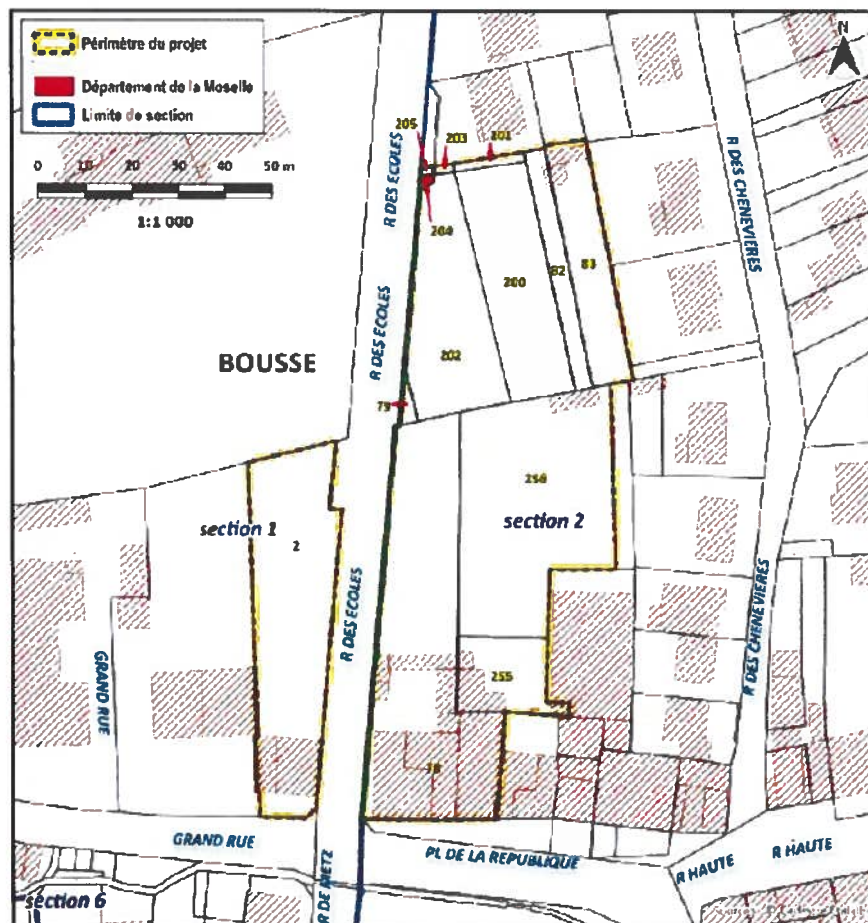 N
Périmètre du projet
Département de la Moselle
Limite de section
0 10 20 30 40 50 m
1:1 000
205
203
201
204
R DES ECOLES
R DES CHENEVIERES
200
82
83
R DES ECOLES
BOUSSE
202
79
section 1
2
section 2
R DES ECOLES
R DES CHENEVIERES
GRAND RUE
255
GRAND RUE
PL DE LA REPUBLIQUE
R HAUTE
R HAUTE
R DE METZ
section 6